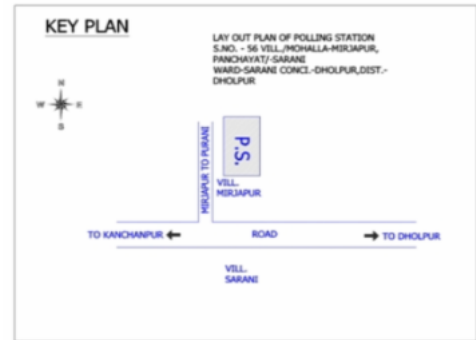 KEY PLAN
LAY OUT PLAN OF POLLING STATION
S.NO. - 56 VILL./MOHALLA-MIRJAPUR,
PANCHAYAT/-SARANI
WARD-SARANI CONCI.-DHOLPUR,DIST.-
DHOLPUR
N
W
E
S
MIRJAPUR TO PURANI
P.S.
VILL.
MIRJAPUR
TO KANCHANPUR
ROAD
TO DHOLPUR
VILL.
SARANI